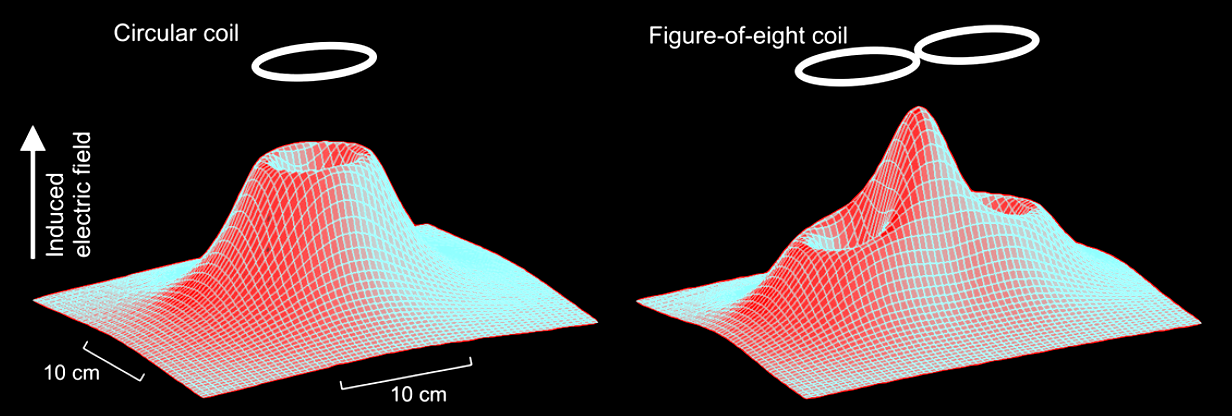 Circular coil
Figure-of-eight coil
Induced
electric field
10 cm
10 cm